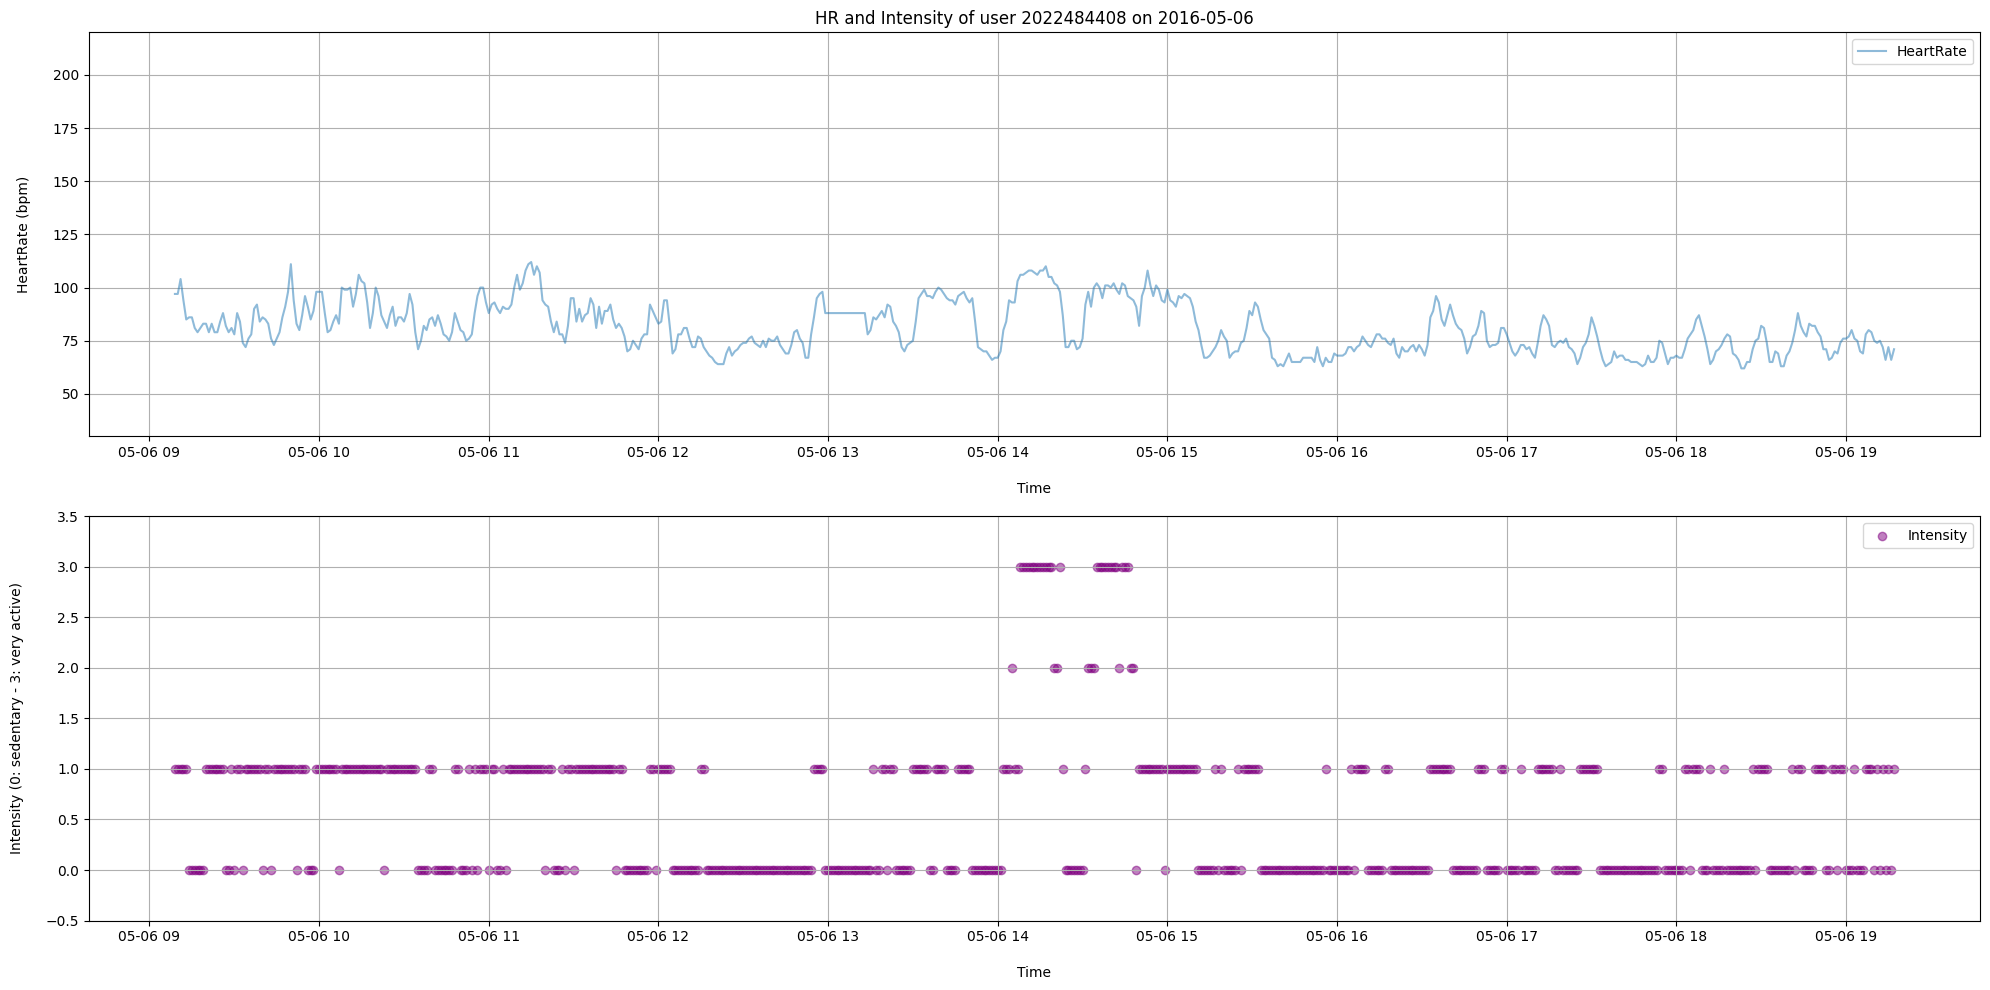 HR and Intensity of user 2022484408 on 2016-05-06
HeartRate
200
175
150
125
100
75
50
HeartRate (bpm)
05-06 09 05-06 10 05-06 11 05-06 12 05-06 13 05-06 14 05-06 15 05-06 16 05-06 17 05-06 18 05-06 19
Time
Intensity
3.5
3.0
2.5
2.0
1.5
1.0
0.5
0.0
−0.5
Intensity (0: sedentary - 3: very active)
05-06 09 05-06 10 05-06 11 05-06 12 05-06 13 05-06 14 05-06 15 05-06 16 05-06 17 05-06 18 05-06 19
Time